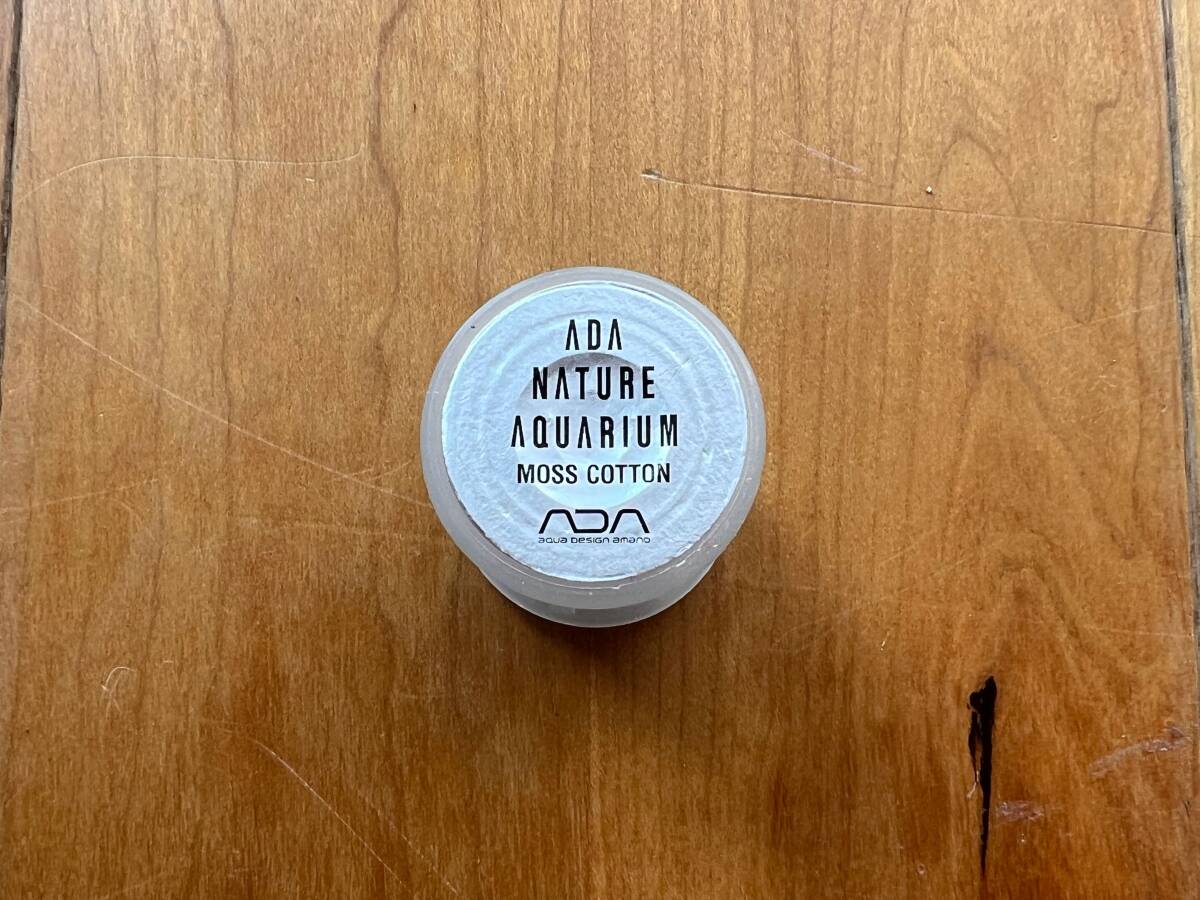 ADA
NATURE
AQUARIUM
MOSS COTTON
ADA
aqua design amano